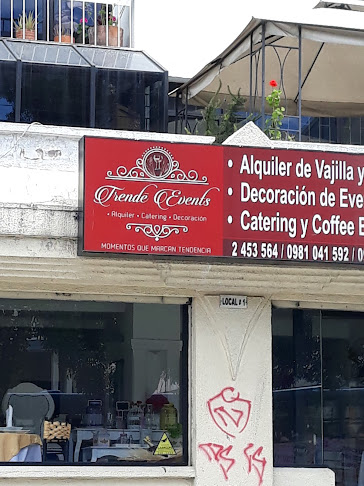 Trendé Events
• Alquiler • Catering • Decoración
MOMENTOS QUE MARCAN TENDENCIA
• Alquiler de Vajilla y
• Decoración de Eve
• Catering y Coffee B
2 453 564 / 0981 041 592 / 0
LOCAL # 1